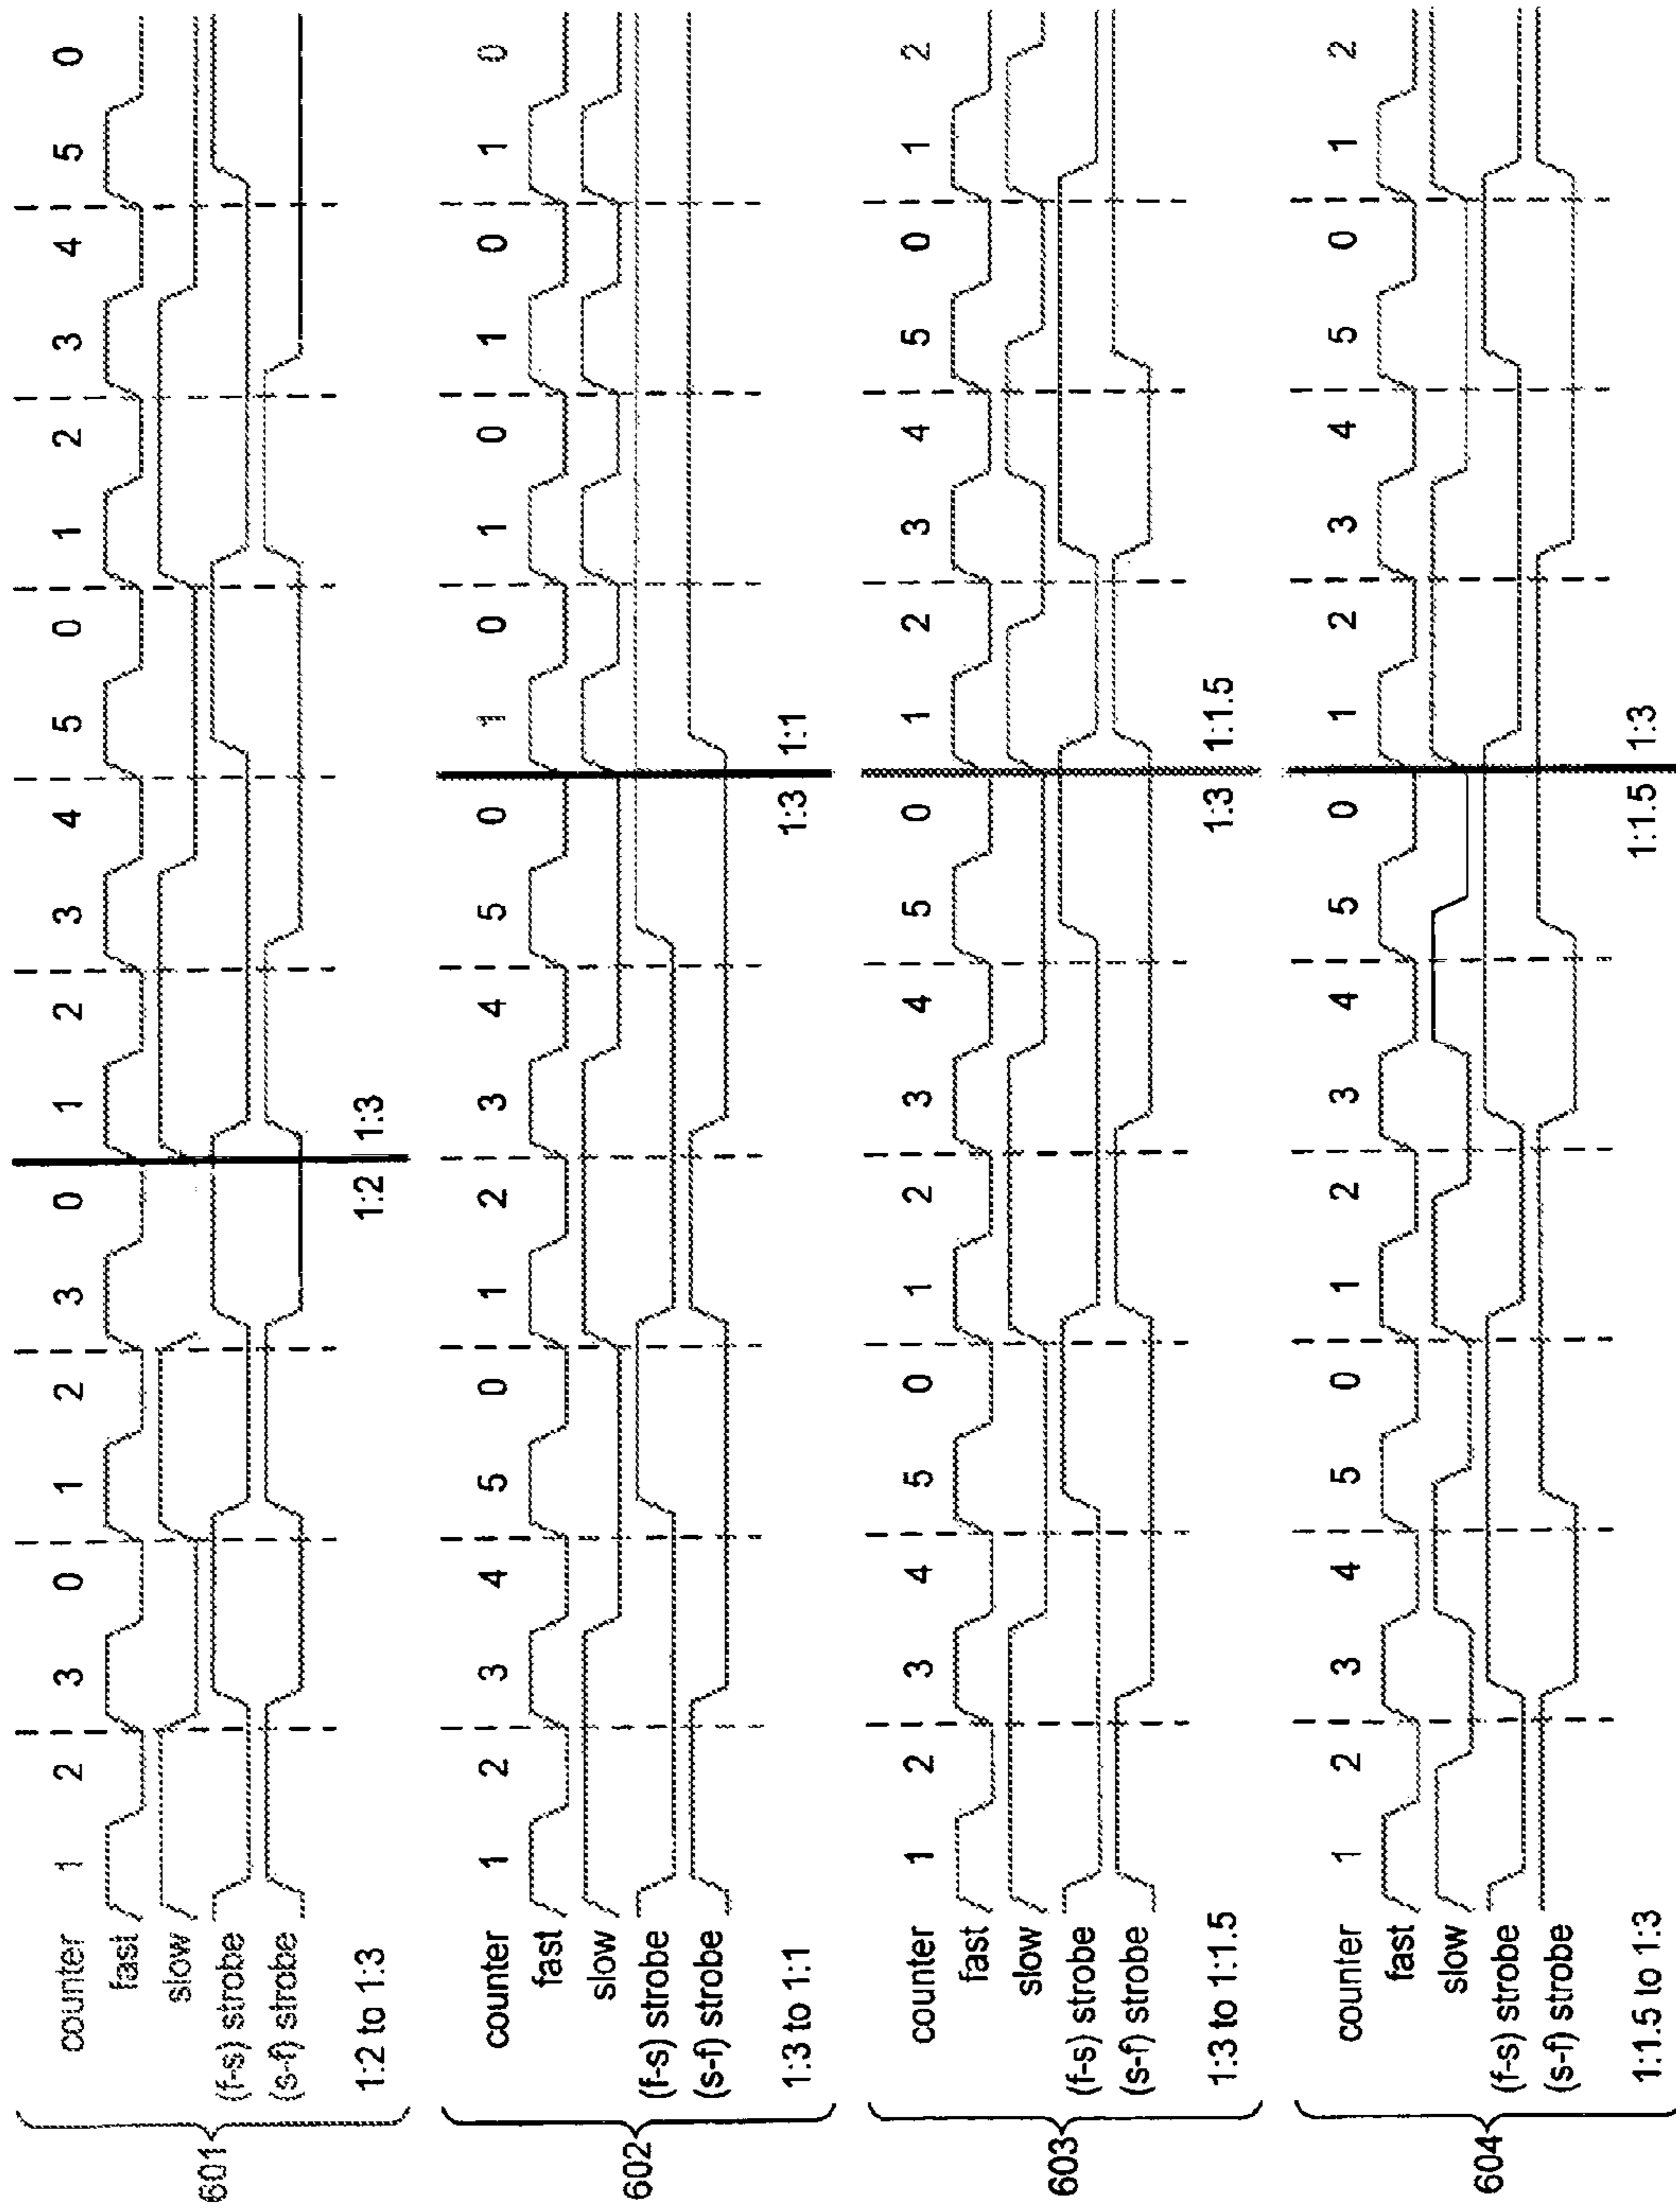 601
counter 1 2 3 0 1 2 3 0 1 2 3 4 5 0 1 2 3 4 5 0
fast
slow
(f-s) strobe
(s-f) strobe
1:2 to 1:3 1:2 1:3
602
counter 1 2 3 4 5 0 1 2 3 4 5 0 1 0 1 0 1 0 1 0
fast
slow
(f-s) strobe
(s-f) strobe
1:3 to 1:1 1:3 1:1
603
counter 1 2 3 4 5 0 1 2 3 4 5 0 1 2 3 4 5 0 1 2
fast
slow
(f-s) strobe
(s-f) strobe
1:3 to 1:1.5 1:3 1:1.5
604
counter 1 2 3 4 5 0 1 2 3 4 5 0 1 2 3 4 5 0 1 2
fast
slow
(f-s) strobe
(s-f) strobe
1:1.5 to 1:3 1:1.5 1:3